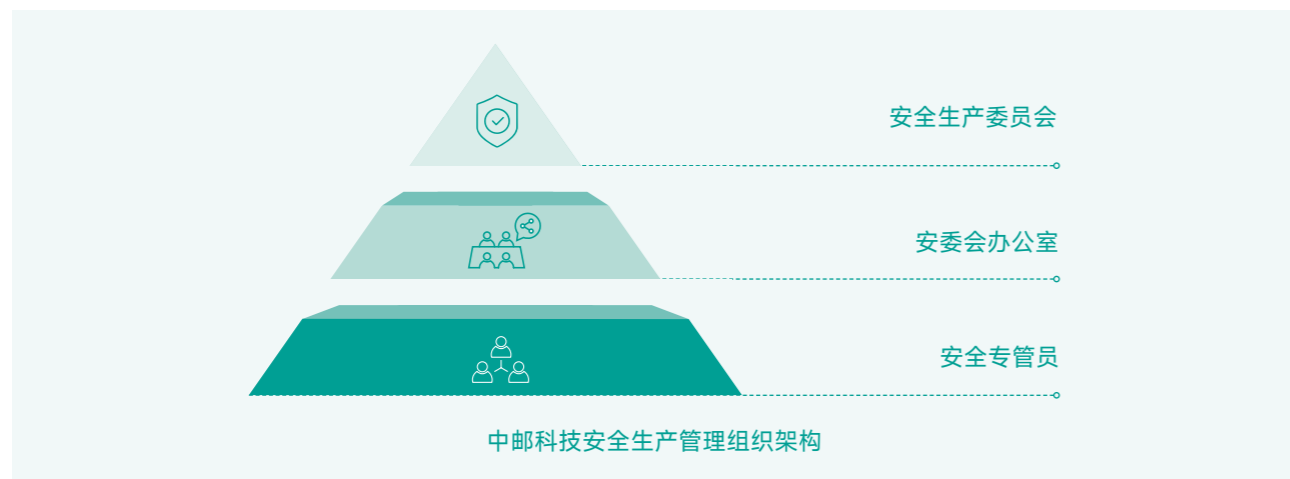 安全生产委员会
安委会办公室
安全专管员
中邮科技安全生产管理组织架构